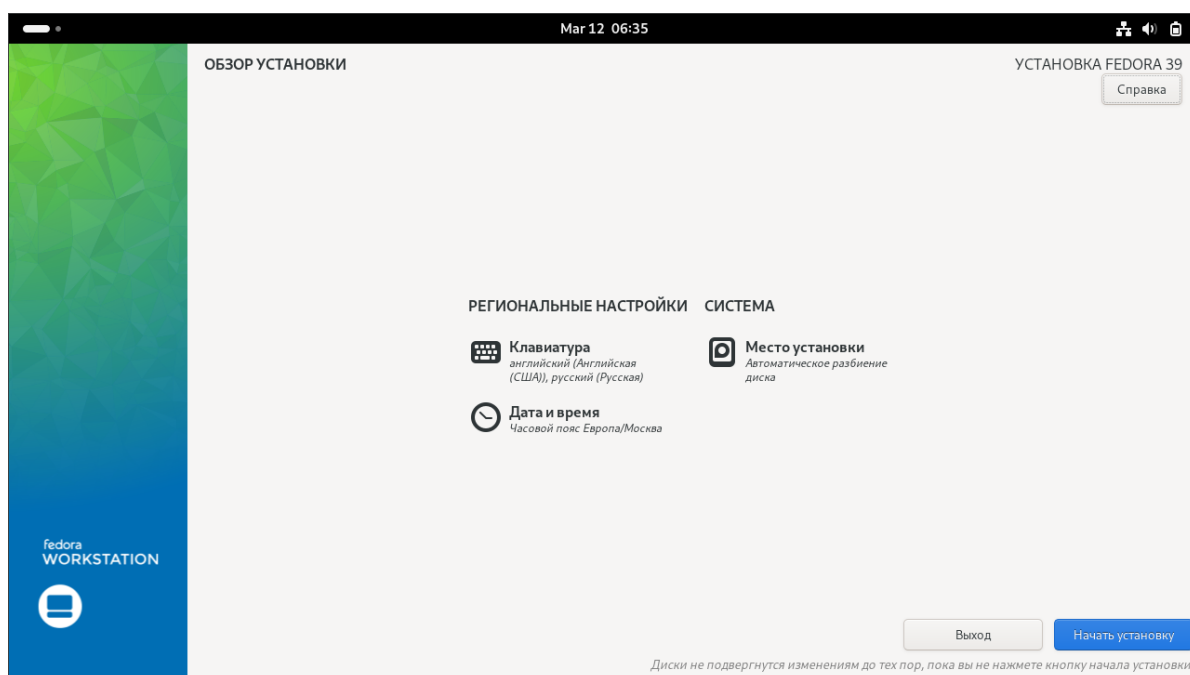 Mar 12 06:35
ОБЗОР УСТАНОВКИ
УСТАНОВКА FEDORA 39
Справка
РЕГИОНАЛЬНЫЕ НАСТРОЙКИ
СИСТЕМА
Клавиатура
английский (Английская
(США)), русский (Русская)
Место установки
Автоматическое разбиение
диска
Дата и время
Часовой пояс Европа/Москва
fedora
WORKSTATION
Выход
Начать установку
Диски не подвергнутся изменениям до тех пор, пока вы не нажмете кнопку начала установки